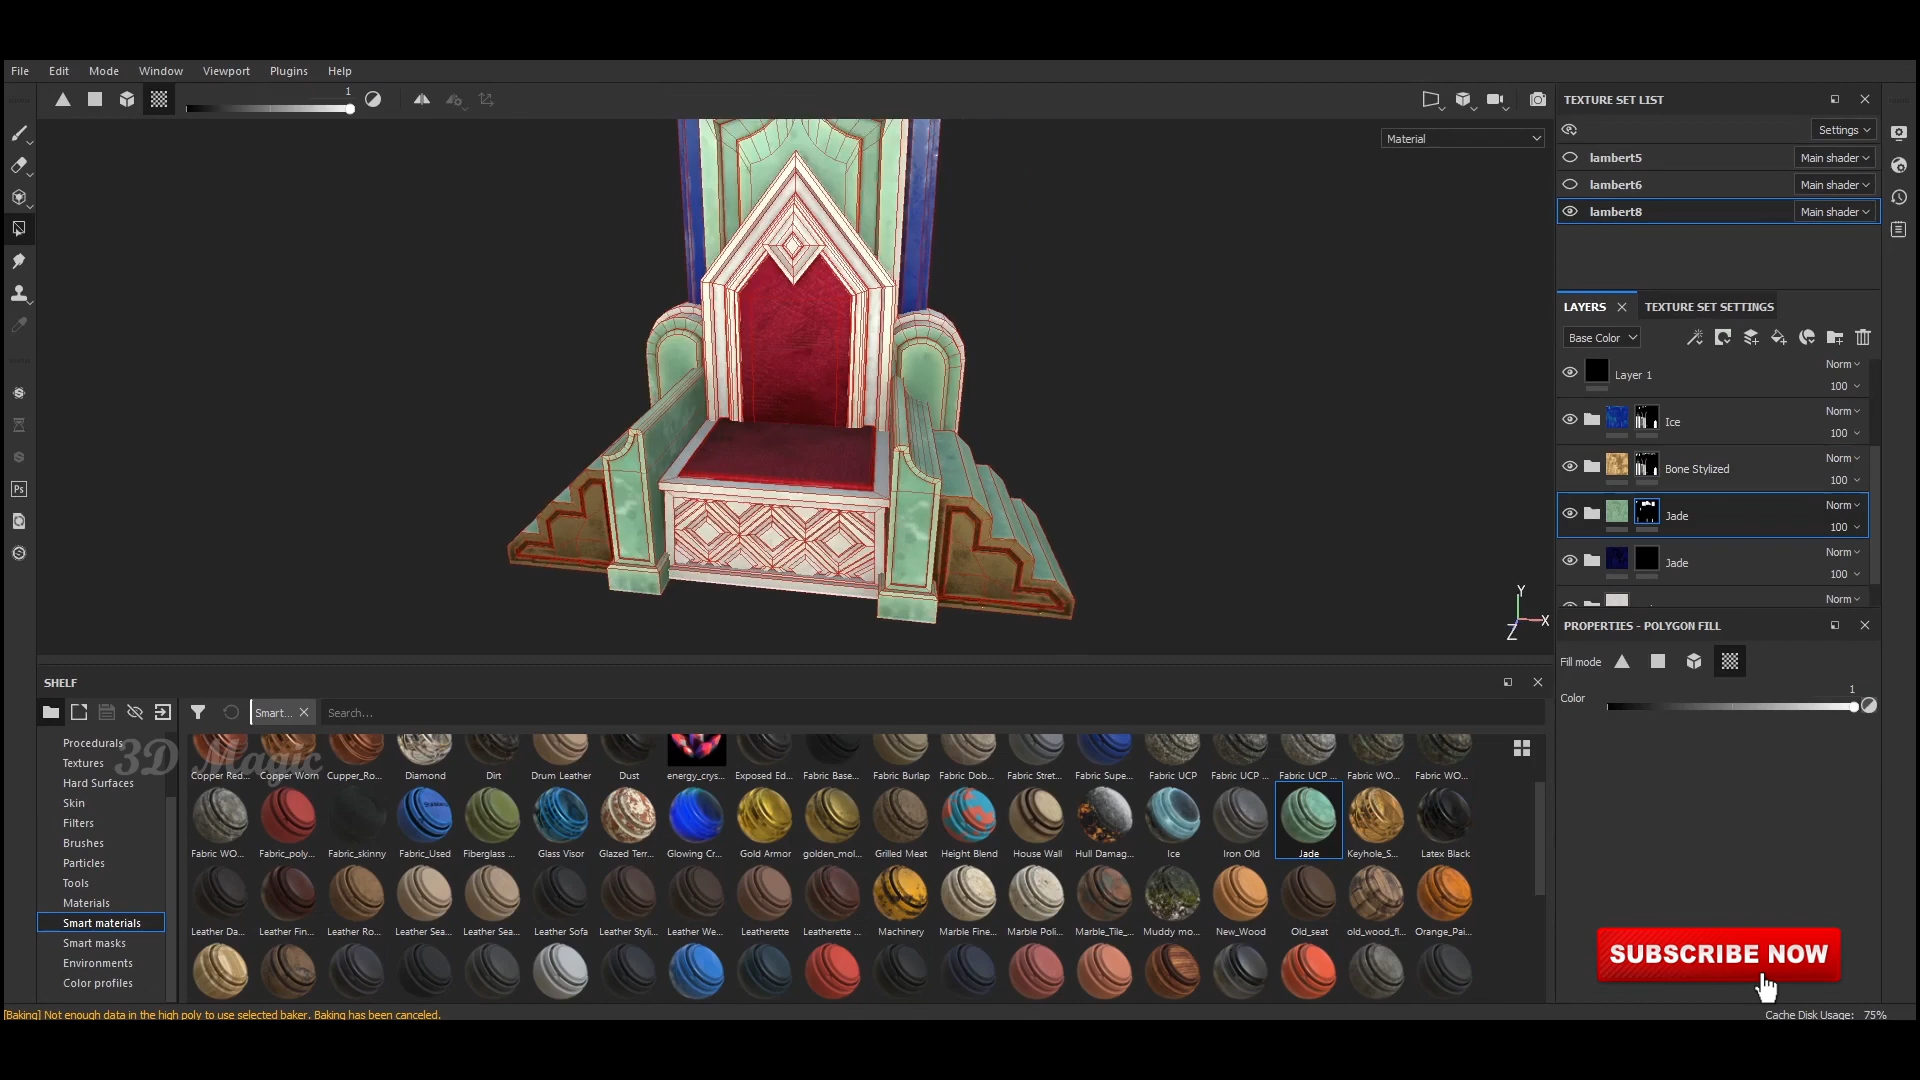 File Edit Mode Window Viewport Plugins Help
1
Material
TEXTURE SET LIST
Settings
lambert5 Main shader
lambert6 Main shader
lambert8 Main shader
LAYERS TEXTURE SET SETTINGS
Base Color
Layer 1 Norm 100
Ice Norm 100
Bone Stylized Norm 100
Jade Norm 100
Jade Norm 100
Norm
Y
X
Z
PROPERTIES - POLYGON FILL
Fill mode
Color 1
Ps
SHELF
Smart... Search...
Procedurals
Textures
Hard Surfaces
Skin
Filters
Brushes
Particles
Tools
Materials
Smart materials
Smart masks
Environments
Color profiles
3D Magic
Copper Red... Copper Worn Cupper_Ro... Diamond Dirt Drum Leather Dust energy_crys... Exposed Ed... Fabric Base... Fabric Burlap Fabric Dob... Fabric Stret... Fabric Supe... Fabric UCP Fabric UCP ... Fabric UCP ... Fabric WO... Fabric WO...
Fabric WO... Fabric_poly... Fabric_skinny Fabric_Used Fiberglass ... Glass Visor Glazed Terr... Glowing Cr... Gold Armor golden_mol... Grilled Meat Height Blend House Wall Hull Damag... Ice Iron Old Jade Keyhole_S... Latex Black
Leather Da... Leather Fin... Leather Ro... Leather Sea... Leather Sea... Leather Sofa Leather Styli... Leather We... Leatherette Leatherette ... Machinery Marble Fine... Marble Poli... Marble_Tile_... Muddy mo... New_Wood Old_seat old_wood_fl... Orange_Pai...
SUBSCRIBE NOW
[Baking] Not enough data in the high poly to use selected baker. Baking has been canceled.
Cache Disk Usage: 75%